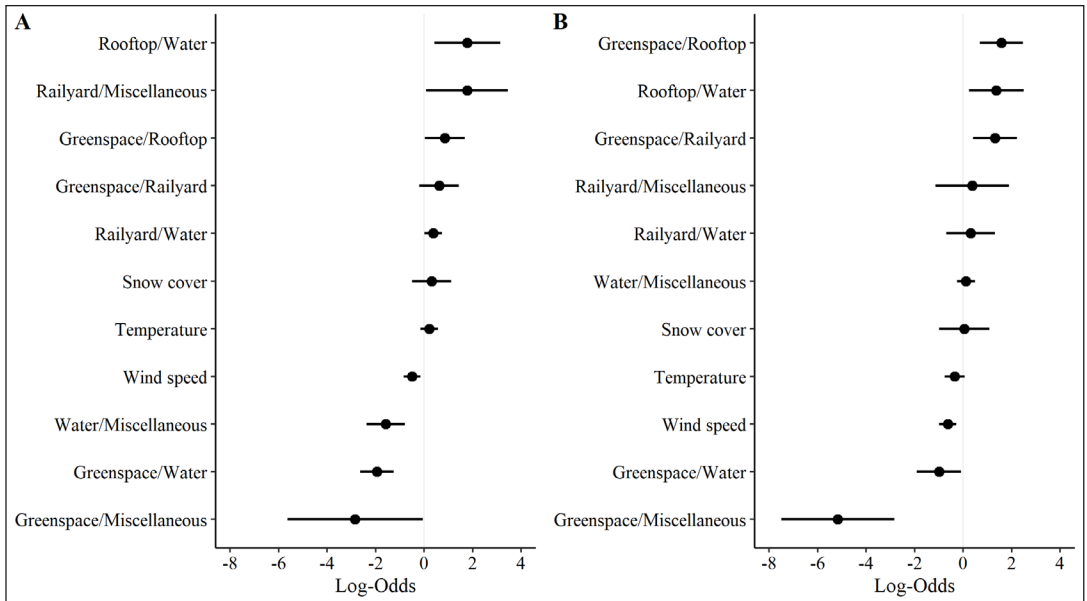 A
Rooftop/Water
Railyard/Miscellaneous
Greenspace/Rooftop
Greenspace/Railyard
Railyard/Water
Snow cover
Temperature
Wind speed
Water/Miscellaneous
Greenspace/Water
Greenspace/Miscellaneous
-8 -6 -4 -2 0 2 4
Log-Odds
B
Greenspace/Rooftop
Rooftop/Water
Greenspace/Railyard
Railyard/Miscellaneous
Railyard/Water
Water/Miscellaneous
Snow cover
Temperature
Wind speed
Greenspace/Water
Greenspace/Miscellaneous
-8 -6 -4 -2 0 2 4
Log-Odds